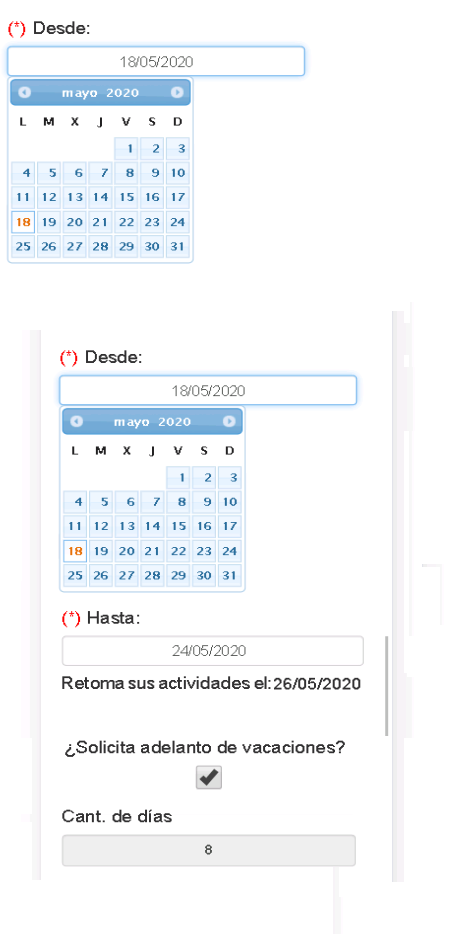 (*) Desde:
18/05/2020
mayo 2020
L M X J V S D
1 2 3
4 5 6 7 8 9 10
11 12 13 14 15 16 17
18 19 20 21 22 23 24
25 26 27 28 29 30 31
(*) Desde:
18/05/2020
mayo 2020
L M X J V S D
1 2 3
4 5 6 7 8 9 10
11 12 13 14 15 16 17
18 19 20 21 22 23 24
25 26 27 28 29 30 31
(*) Hasta:
24/05/2020
Retoma sus actividades el: 26/05/2020
¿Solicita adelanto de vacaciones?
Cant. de días
8